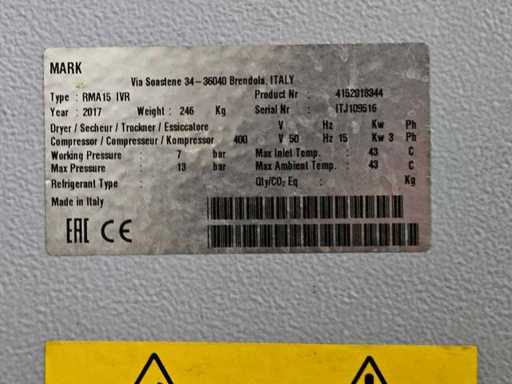 MARK
Via Soastene 34 - 36040 Brendola, ITALY
Type : RMA15 IVR Product Nr : 4152018344
Year : 2017 Weight : 246 Kg Serial Nr : ITJ109516
Dryer / Secheur / Trockner / Essiccatore V Hz Kw Ph
Compressor / Compresseur / Kompressor 400 V 50 Hz 15 Kw 3 Ph
Working Pressure : 7 bar Max Inlet Temp. : 43 C
Max Pressure : 13 bar Max Ambient Temp. = 43 C
Refrigerant Type : Qty/CO₂ Eq : Kg
Made in Italy
EAC CE